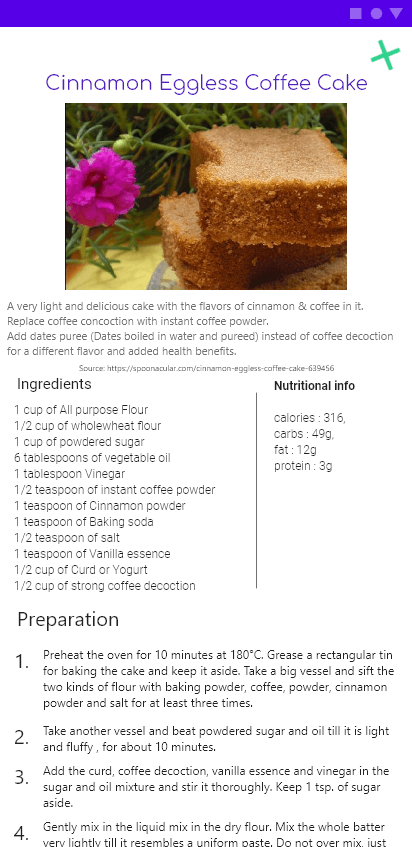 Cinnamon Eggless Coffee Cake
A very light and delicious cake with the flavors of cinnamon & coffee in it.
Replace coffee concoction with instant coffee powder.
Add dates puree (Dates boiled in water and pureed) instead of coffee decoction
for a different flavor and added health benefits.
Source: https://spoonacular.com/cinnamon-eggless-coffee-cake-639456
Ingredients
1 cup of All purpose Flour
1/2 cup of wholewheat flour
1 cup of powdered sugar
6 tablespoons of vegetable oil
1 tablespoon Vinegar
1/2 teaspoon of instant coffee powder
1 teaspoon of Cinnamon powder
1 teaspoon of Baking soda
1/2 teaspoon of salt
1 teaspoon of Vanilla essence
1/2 cup of Curd or Yogurt
1/2 cup of strong coffee decoction
Nutritional info
calories : 316,
carbs : 49g,
fat : 12g
protein : 3g
Preparation
1. Preheat the oven for 10 minutes at 180°C. Grease a rectangular tin
for baking the cake and keep it aside. Take a big vessel and sift the
two kinds of flour with baking powder, coffee, powder, cinnamon
powder and salt for at least three times.
2. Take another vessel and beat powdered sugar and oil till it is light
and fluffy , for about 10 minutes.
3. Add the curd, coffee decoction, vanilla essence and vinegar in the
sugar and oil mixture and stir it thoroughly. Keep 1 tsp. of sugar
aside.
4. Gently mix in the liquid mix in the dry flour. Mix the whole batter
very lightly till it resembles a uniform paste. Do not over mix, just